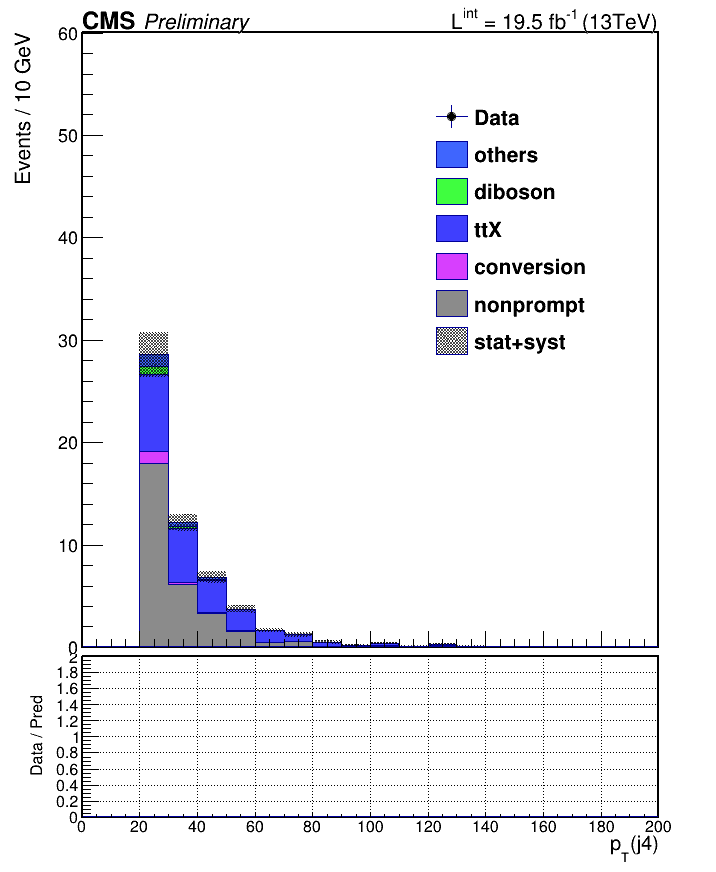 CMS Preliminary
L^int = 19.5 fb^-1 (13TeV)
Events / 10 GeV
60
50
40
30
20
10
0
Data
others
diboson
ttX
conversion
nonprompt
stat+syst
Data / Pred
2
1.8
1.6
1.4
1.2
1
0.8
0.6
0.4
0.2
0
0 20 40 60 80 100 120 140 160 180 200
p_T(j4)